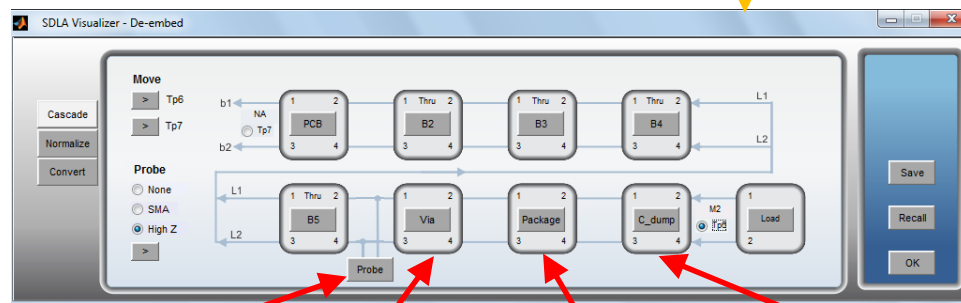 SDLA Visualizer - De-embed
Cascade
Normalize
Convert
Move
> Tp6
> Tp7
Probe
None
SMA
High Z
>
b1
b2
NA
Tp7
1 2
PCB
3 4
1 Thru 2
B2
3 4
1 Thru 2
B3
3 4
1 Thru 2
B4
3 4
L1
L2
L1
L2
1 Thru 2
B5
3 4
Probe
1 2
Via
3 4
1 2
Package
3 4
1 2
C_dump
3 4
M2
1
Load
2
Save
Recall
OK